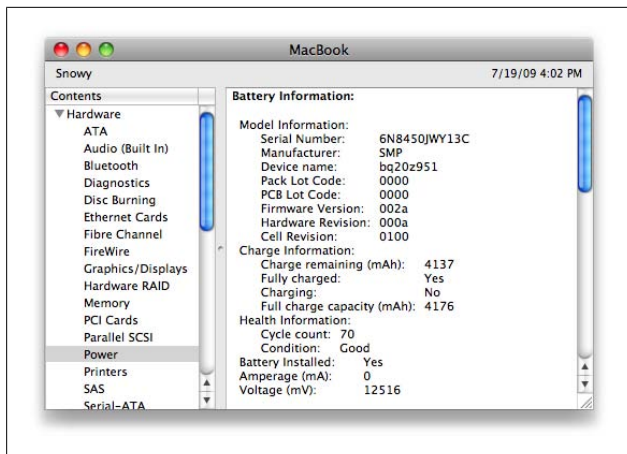 MacBook
Snowy 7/19/09 4:02 PM
Contents
Hardware
ATA
Audio (Built In)
Bluetooth
Diagnostics
Disc Burning
Ethernet Cards
Fibre Channel
FireWire
Graphics/Displays
Hardware RAID
Memory
PCI Cards
Parallel SCSI
Power
Printers
SAS
Serial-ATA
Battery Information:
Model Information:
Serial Number: 6N8450JWY13C
Manufacturer: SMP
Device name: bq20z951
Pack Lot Code: 0000
PCB Lot Code: 0000
Firmware Version: 002a
Hardware Revision: 000a
Cell Revision: 0100
Charge Information:
Charge remaining (mAh): 4137
Fully charged: Yes
Charging: No
Full charge capacity (mAh): 4176
Health Information:
Cycle count: 70
Condition: Good
Battery Installed: Yes
Amperage (mA): 0
Voltage (mV): 12516